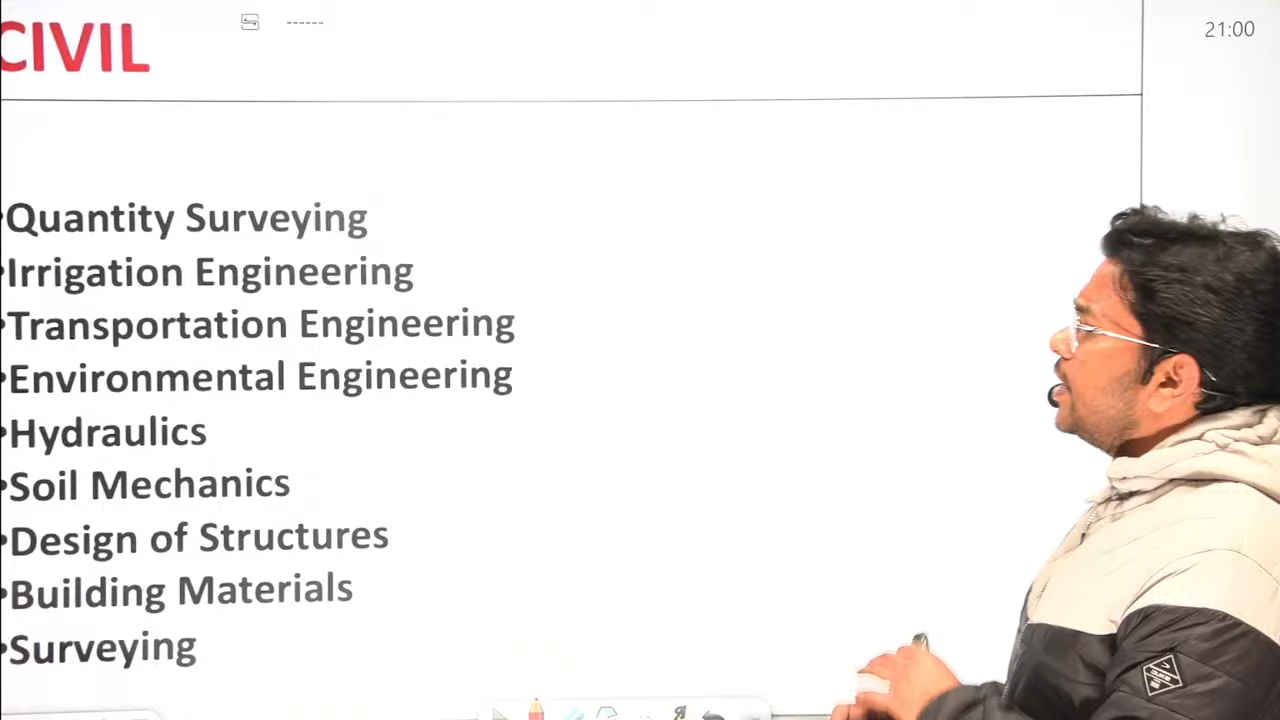 CIVIL
21:00
•Quantity Surveying
•Irrigation Engineering
•Transportation Engineering
•Environmental Engineering
•Hydraulics
•Soil Mechanics
•Design of Structures
•Building Materials
•Surveying
DUKE